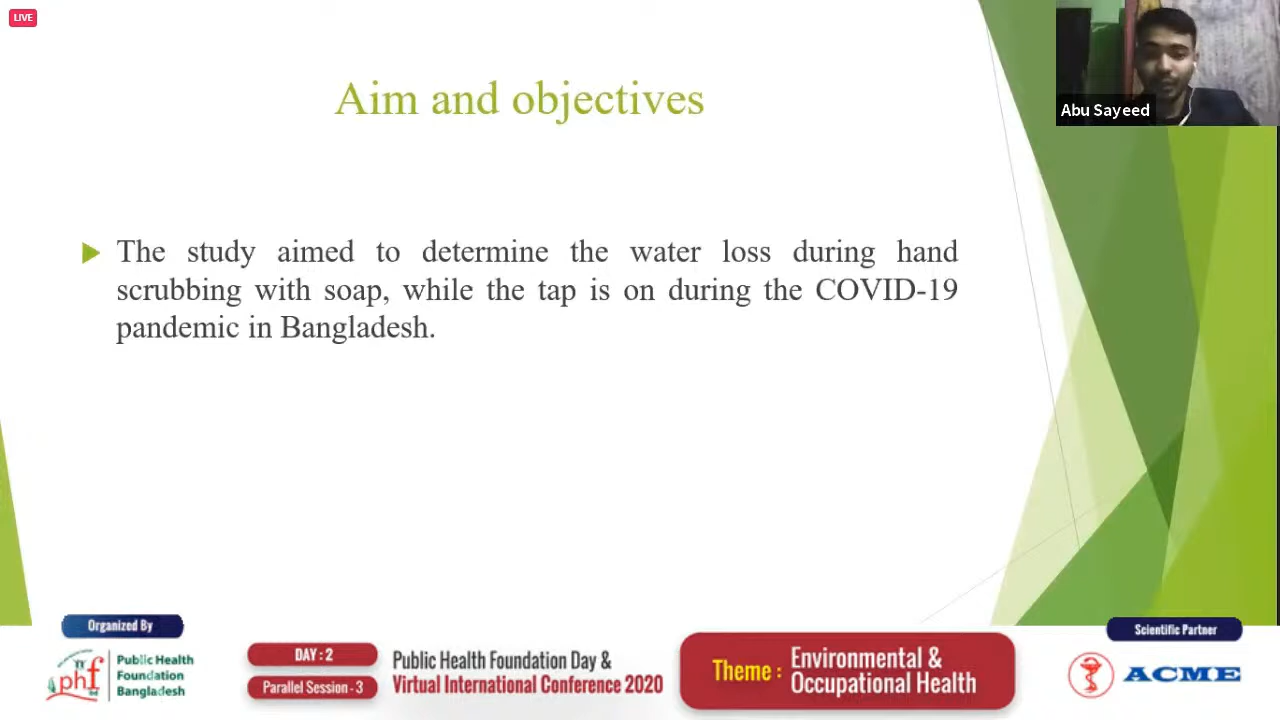 LIVE
Abu Sayeed
Aim and objectives
The study aimed to determine the water loss during hand
scrubbing with soap, while the tap is on during the COVID-19
pandemic in Bangladesh.
Organized By
phf
Public Health
Foundation
Bangladesh
DAY : 2
Parallel Session - 3
Public Health Foundation Day &
Virtual International Conference 2020
Theme :
Environmental &
Occupational Health
Scientific Partner
ACME